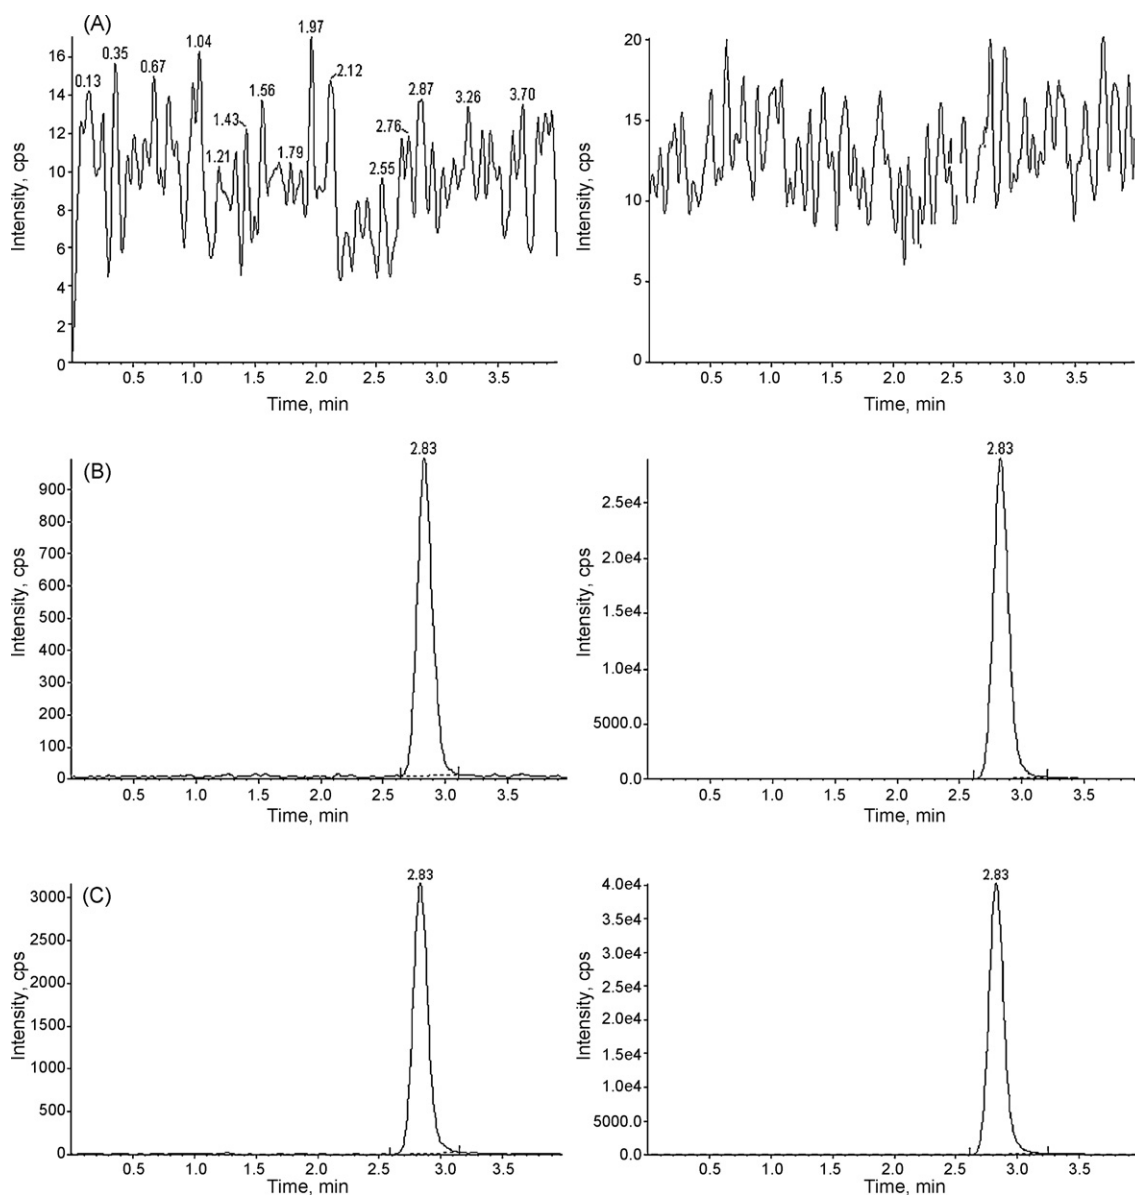 (A)
Intensity, cps
16
14
12
10
8
6
4
2
0
0.13
0.35
0.67
1.04
1.21
1.43
1.56
1.79
1.97
2.12
2.55
2.76
2.87
3.26
3.70
0.5 1.0 1.5 2.0 2.5 3.0 3.5
Time, min
Intensity, cps
20
15
10
5
0
0.5 1.0 1.5 2.0 2.5 3.0 3.5
Time, min
(B)
2.83
Intensity, cps
900
800
700
600
500
400
300
200
100
0
0.5 1.0 1.5 2.0 2.5 3.0 3.5
Time, min
2.83
Intensity, cps
2.5e4
2.0e4
1.5e4
1.0e4
5000.0
0.0
0.5 1.0 1.5 2.0 2.5 3.0 3.5
Time, min
(C)
2.83
Intensity, cps
3000
2500
2000
1500
1000
500
0
0.5 1.0 1.5 2.0 2.5 3.0 3.5
Time, min
2.83
Intensity, cps
4.0e4
3.5e4
3.0e4
2.5e4
2.0e4
1.5e4
1.0e4
5000.0
0.0
0.5 1.0 1.5 2.0 2.5 3.0 3.5
Time, min